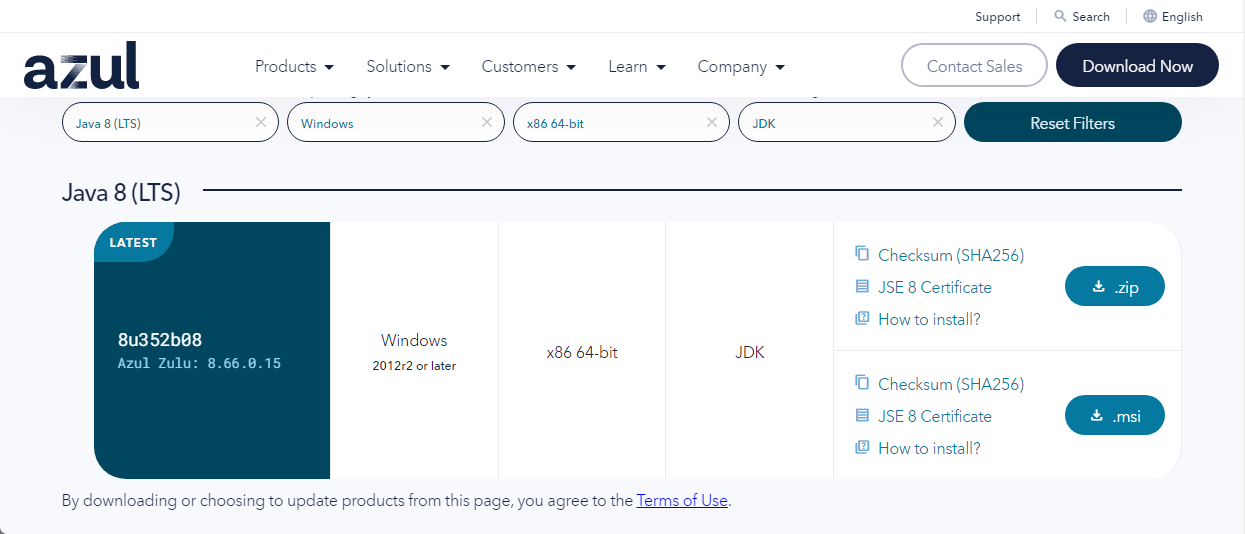 Support
Search
English
azul
Products
Solutions
Customers
Learn
Company
Contact Sales
Download Now
Java 8 (LTS)
Windows
x86 64-bit
JDK
Reset Filters
Java 8 (LTS)
LATEST
8u352b08
Azul Zulu: 8.66.0.15
Windows
2012r2 or later
x86 64-bit
JDK
Checksum (SHA256)
JSE 8 Certificate
How to install?
.zip
Checksum (SHA256)
JSE 8 Certificate
How to install?
.msi
By downloading or choosing to update products from this page, you agree to the Terms of Use.